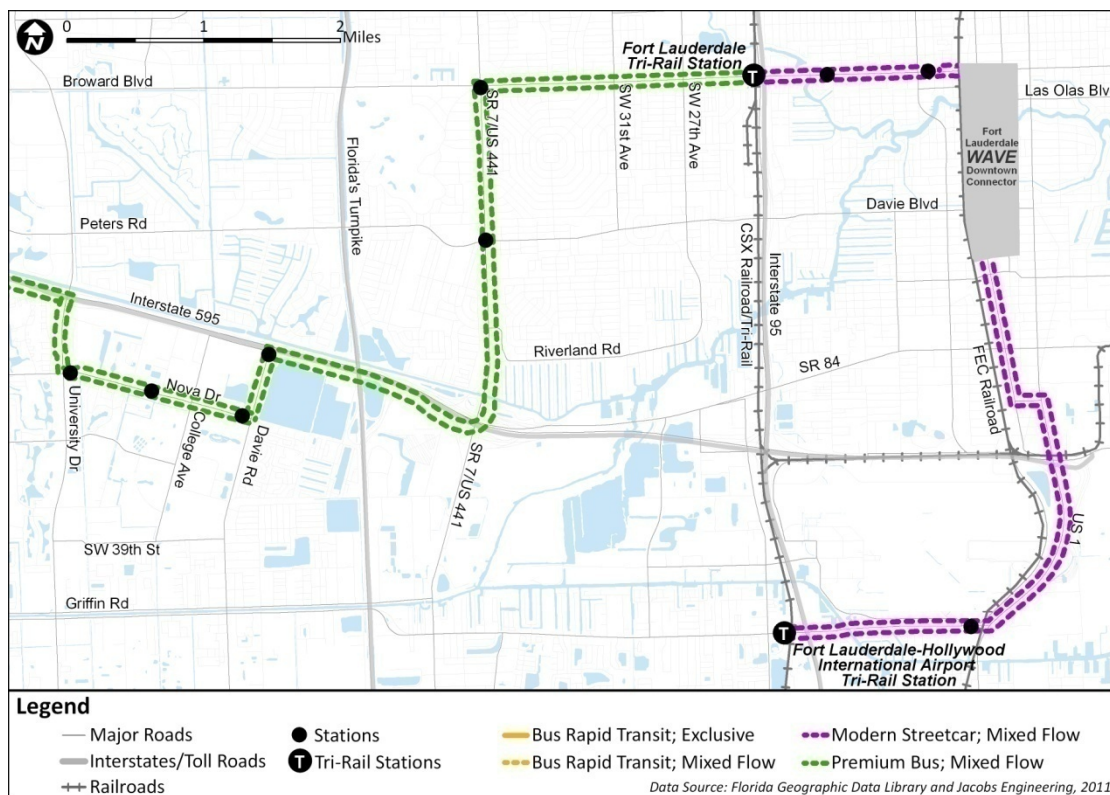 N
0 1 2
Miles
Fort Lauderdale
Tri-Rail Station
T
Broward Blvd
Las Olas Blv
SR 7/US 441
SW 31st Ave
SW 27th Ave
Florida's Turnpike
Fort
Lauderdale
WAVE
Downtown
Connector
Peters Rd
Davie Blvd
CSX Railroad/Tri-Rail
Interstate 95
Interstate 595
Riverland Rd
SR 84
FEC Railroad
Nova Dr
University Dr.
College Ave
Davie Rd
SR 7/US 441
US 1
SW 39th St
Griffin Rd
T
Fort Lauderdale-Hollywood
International Airport
Tri-Rail Station
Legend
Major Roads
Stations
Bus Rapid Transit; Exclusive
Modern Streetcar; Mixed Flow
Interstates/Toll Roads
T Tri-Rail Stations
Bus Rapid Transit; Mixed Flow
Premium Bus; Mixed Flow
Railroads
Data Source: Florida Geographic Data Library and Jacobs Engineering, 2011